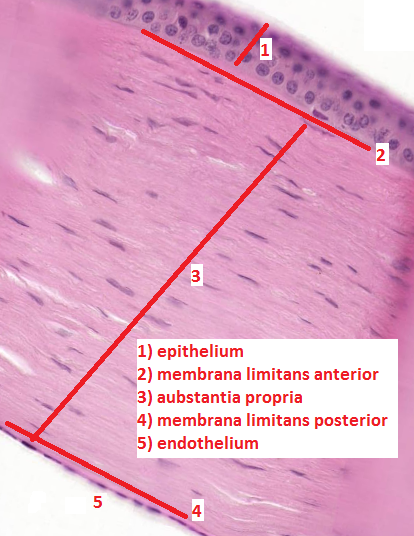 1
2
3
1) epithelium
2) membrana limitans anterior
3) aubstantia propria
4) membrana limitans posterior
5) endothelium
5
4